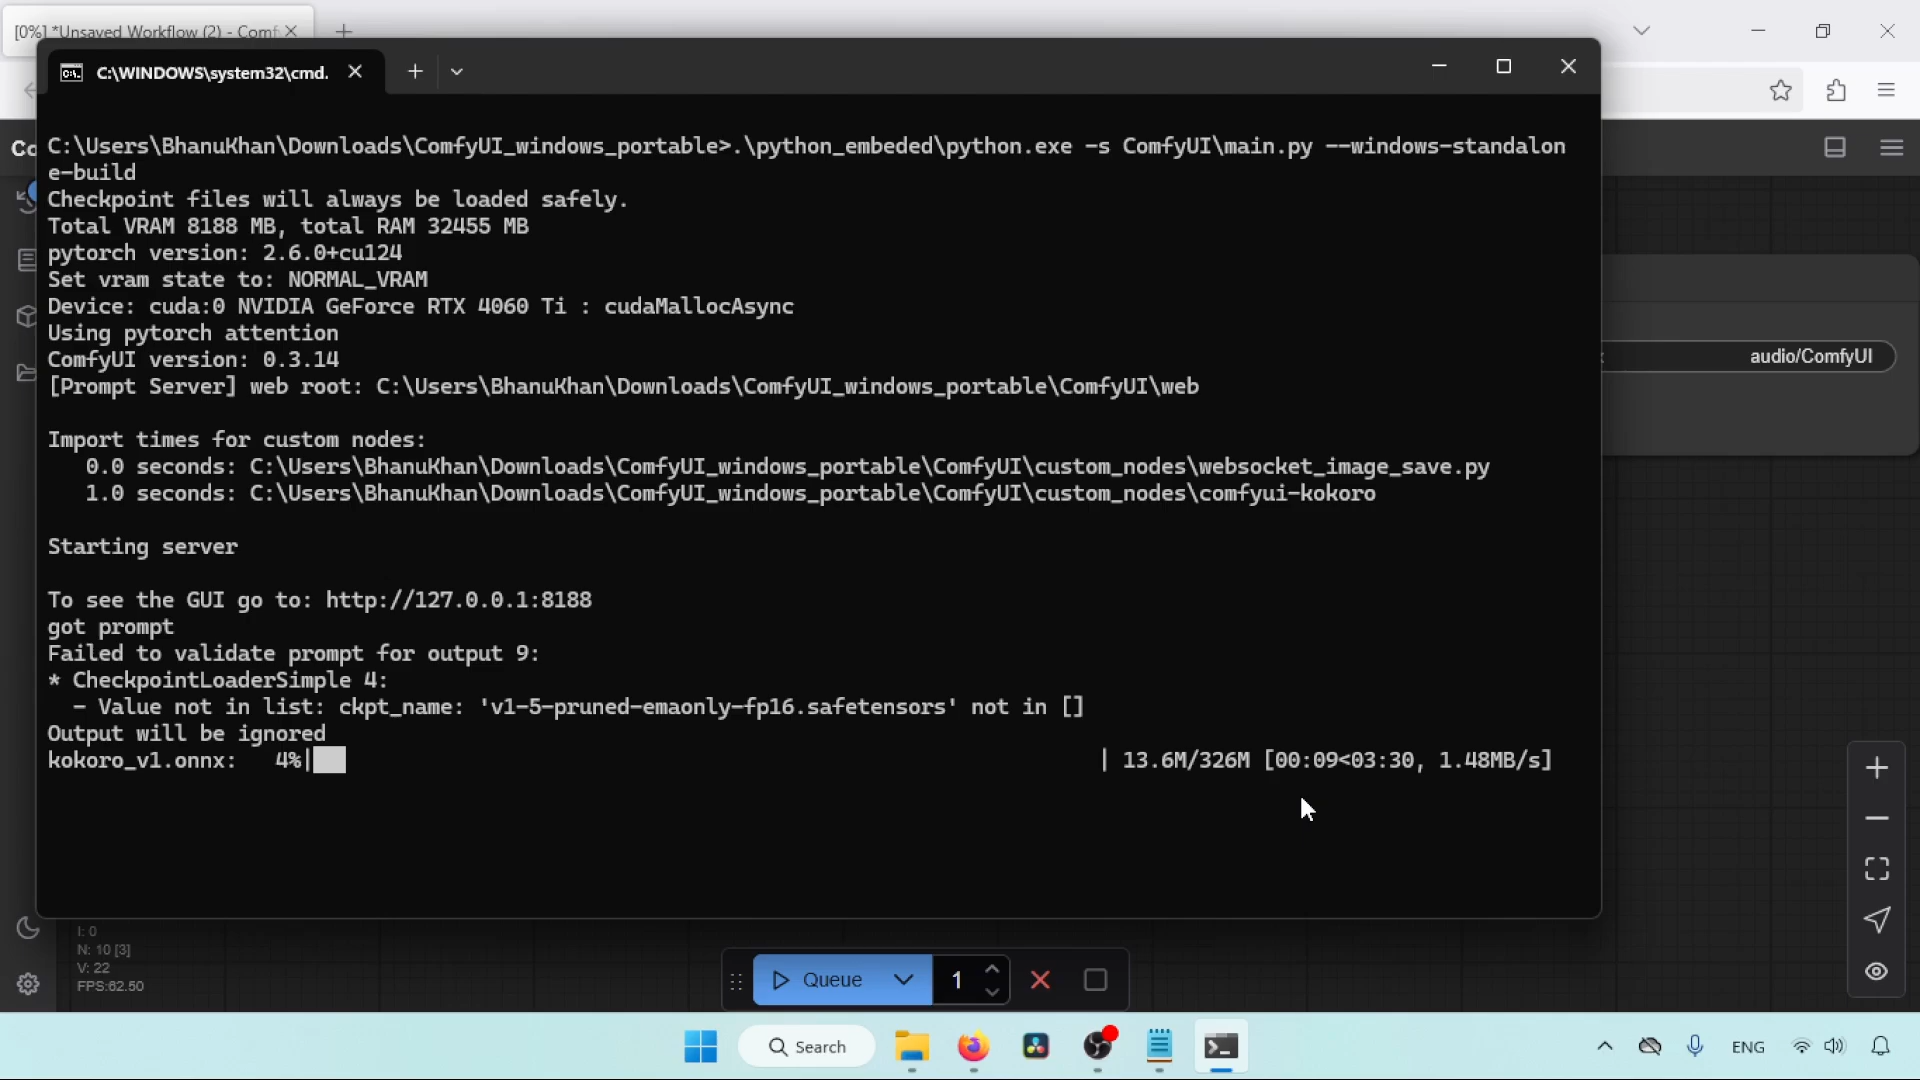 [0%] *Unsaved Workflow (2) - Comf
C:\WINDOWS\system32\cmd.
C:\Users\BhanuKhan\Downloads\ComfyUI_windows_portable>.\python_embeded\python.exe -s ComfyUI\main.py --windows-standalon
e-build
Checkpoint files will always be loaded safely.
Total VRAM 8188 MB, total RAM 32455 MB
pytorch version: 2.6.0+cu124
Set vram state to: NORMAL_VRAM
Device: cuda:0 NVIDIA GeForce RTX 4060 Ti : cudaMallocAsync
Using pytorch attention
ComfyUI version: 0.3.14
[Prompt Server] web root: C:\Users\BhanuKhan\Downloads\ComfyUI_windows_portable\ComfyUI\web
Import times for custom nodes:
0.0 seconds: C:\Users\BhanuKhan\Downloads\ComfyUI_windows_portable\ComfyUI\custom_nodes\websocket_image_save.py
1.0 seconds: C:\Users\BhanuKhan\Downloads\ComfyUI_windows_portable\ComfyUI\custom_nodes\comfyui-kokoro
Starting server
To see the GUI go to: http://127.0.0.1:8188
got prompt
Failed to validate prompt for output 9:
* CheckpointLoaderSimple 4:
- Value not in list: ckpt_name: 'v1-5-pruned-emaonly-fp16.safetensors' not in []
Output will be ignored
kokoro_v1.onnx: 4%| | 13.6M/326M [00:09<03:30, 1.48MB/s]
Co
audio/ComfyUI
I: 0
N: 10 [3]
V: 22
FPS:62.50
Queue
1
Search
ENG